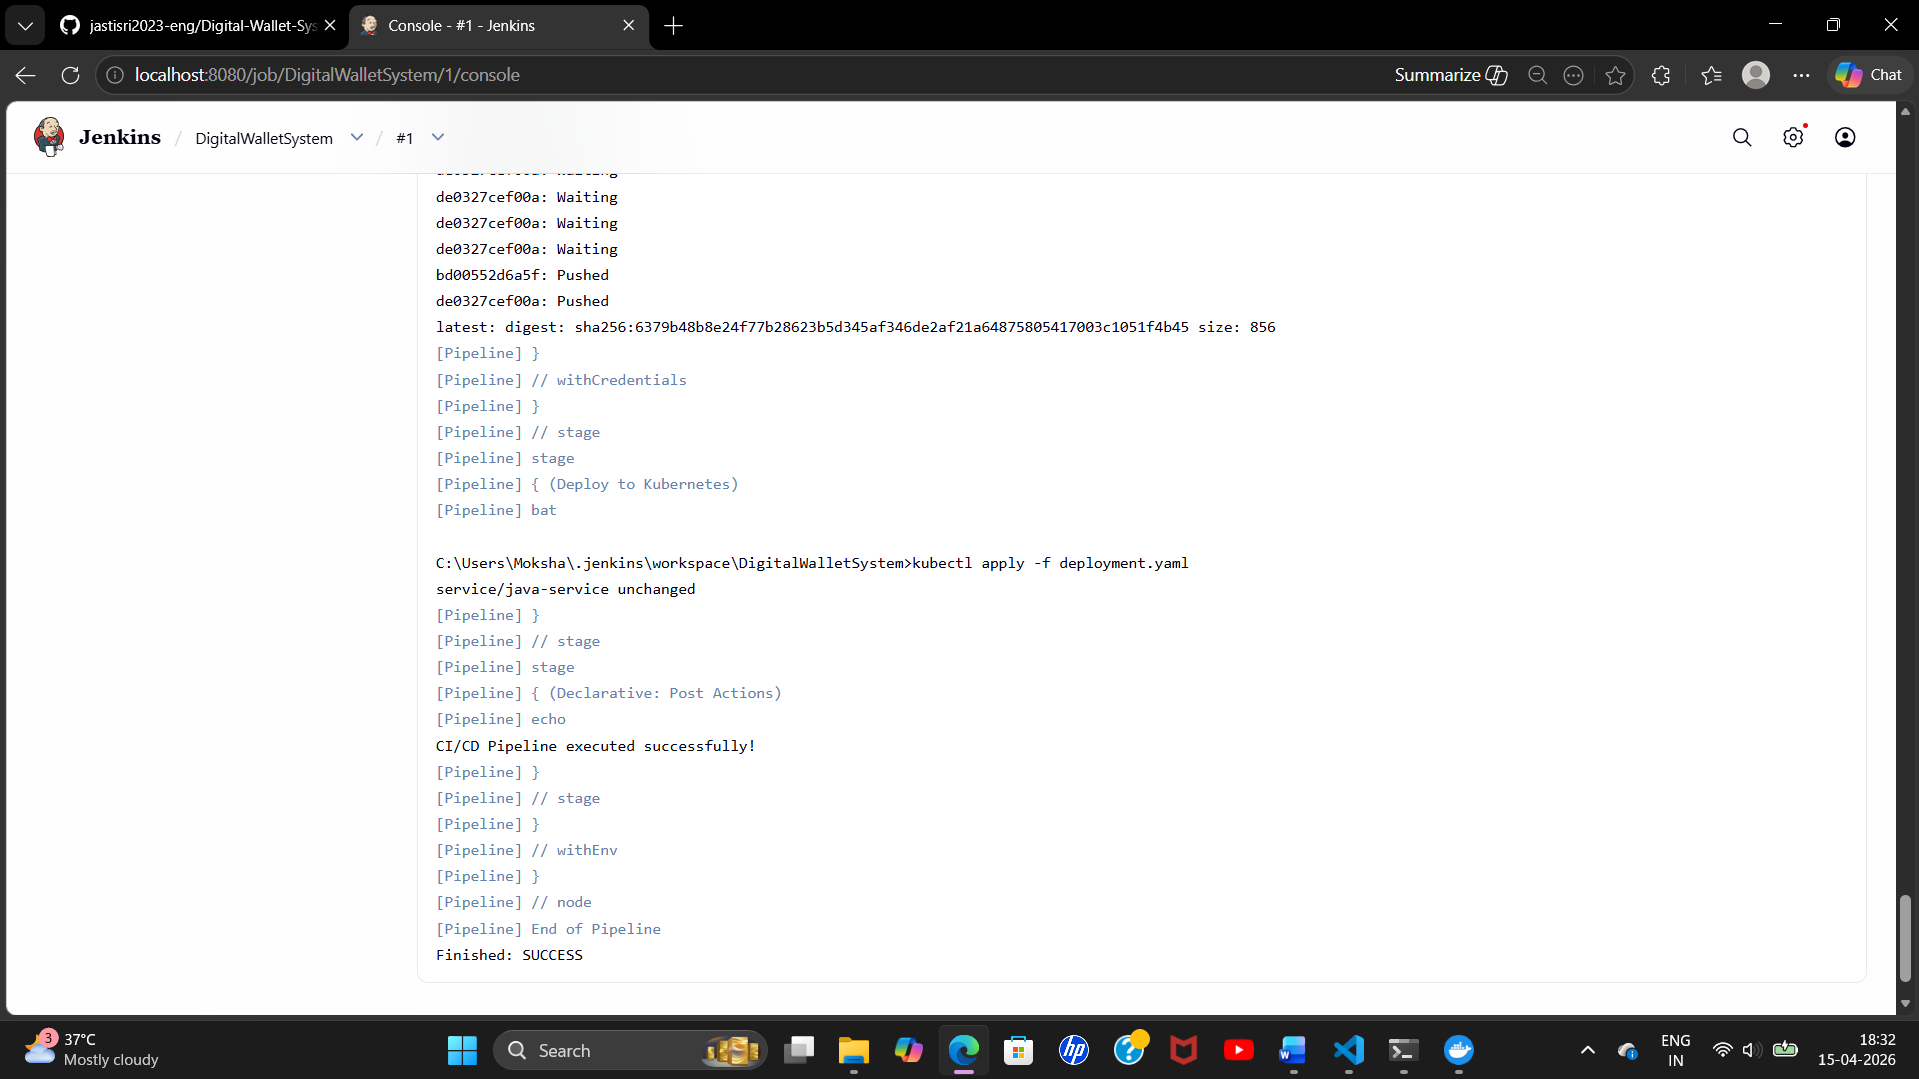 jastisri2023-eng/Digital-Wallet-Sys
Console - #1 - Jenkins
localhost:8080/job/DigitalWalletSystem/1/console
Summarize
Chat
Jenkins / DigitalWalletSystem / #1
de0327cef00a: Waiting
de0327cef00a: Waiting
de0327cef00a: Waiting
bd00552d6a5f: Pushed
de0327cef00a: Pushed
latest: digest: sha256:6379b48b8e24f77b28623b5d345af346de2af21a64875805417003c1051f4b45 size: 856
[Pipeline] }
[Pipeline] // withCredentials
[Pipeline] }
[Pipeline] // stage
[Pipeline] stage
[Pipeline] { (Deploy to Kubernetes)
[Pipeline] bat
C:\Users\Moksha\.jenkins\workspace\DigitalWalletSystem>kubectl apply -f deployment.yaml
service/java-service unchanged
[Pipeline] }
[Pipeline] // stage
[Pipeline] stage
[Pipeline] { (Declarative: Post Actions)
[Pipeline] echo
CI/CD Pipeline executed successfully!
[Pipeline] }
[Pipeline] // stage
[Pipeline] }
[Pipeline] // withEnv
[Pipeline] }
[Pipeline] // node
[Pipeline] End of Pipeline
Finished: SUCCESS
3
37°C
Mostly cloudy
Search
hp
ENG
IN
18:32
15-04-2026